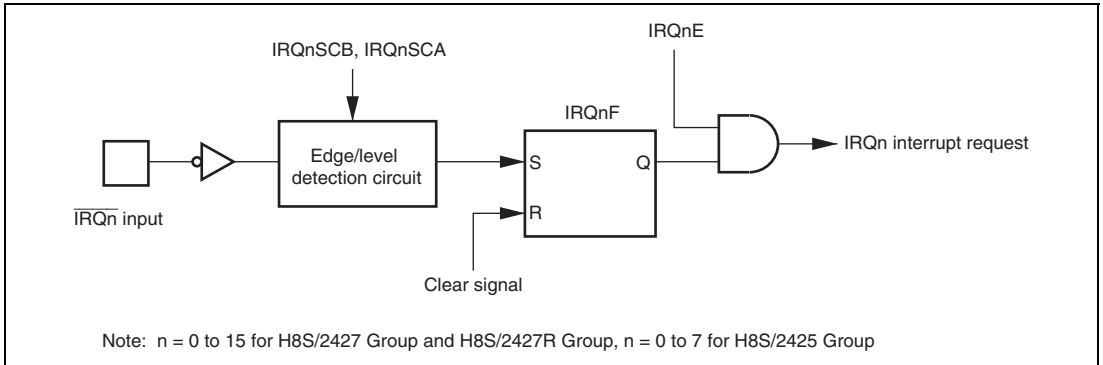 IRQnE
IRQnSCB, IRQnSCA
IRQnF
Edge/level
detection circuit
S
Q
R
IRQn interrupt request
I̅R̅Q̅n̅ input
Clear signal
Note: n = 0 to 15 for H8S/2427 Group and H8S/2427R Group, n = 0 to 7 for H8S/2425 Group